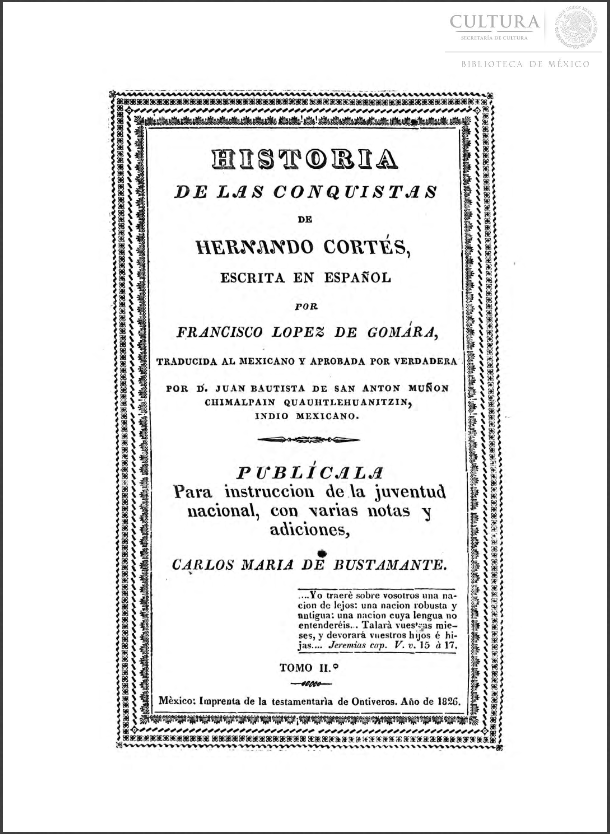 CULTURA
SECRETARÍA DE CULTURA
BIBLIOTECA DE MÉXICO
HISTORIA
DE LAS CONQUISTAS
DE
HERNANDO CORTÉS,
ESCRITA EN ESPAÑOL
POR
FRANCISCO LOPEZ DE GOMÁRA,
TRADUCIDA AL MEXICANO Y APROBADA POR VERDADERA
POR D. JUAN BAUTISTA DE SAN ANTON MUÑON
CHIMALPAIN QUAUHTLEHUANITZIN,
INDIO MEXICANO.
PUBLÍCALA
Para instruccion de la juventud
nacional, con varias notas y
adiciones,
CARLOS MARIA DE BUSTAMANTE.
....Yo traeré sobre vosotros una na-
cion de lejos: una nacion robusta y
antigua: una nacion cuya lengua no
entenderéis... Talará vuestras mie-
ses, y devorará vuestros hijos é hi-
jas.... Jeremias cap. V. v. 15 à 17.
TOMO II.º
Mèxico: Imprenta de la testamentaria de Ontiveros. Año de 1826.